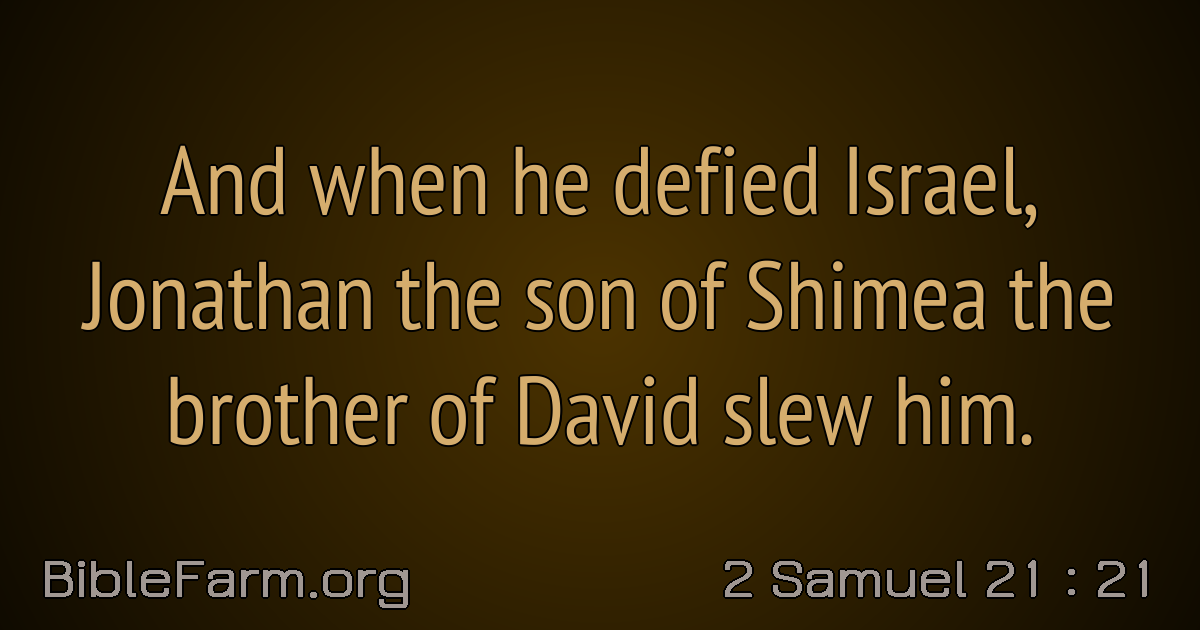 And when he defied Israel,
Jonathan the son of Shimea the
brother of David slew him.
BibleFarm.org
2 Samuel 21 : 21